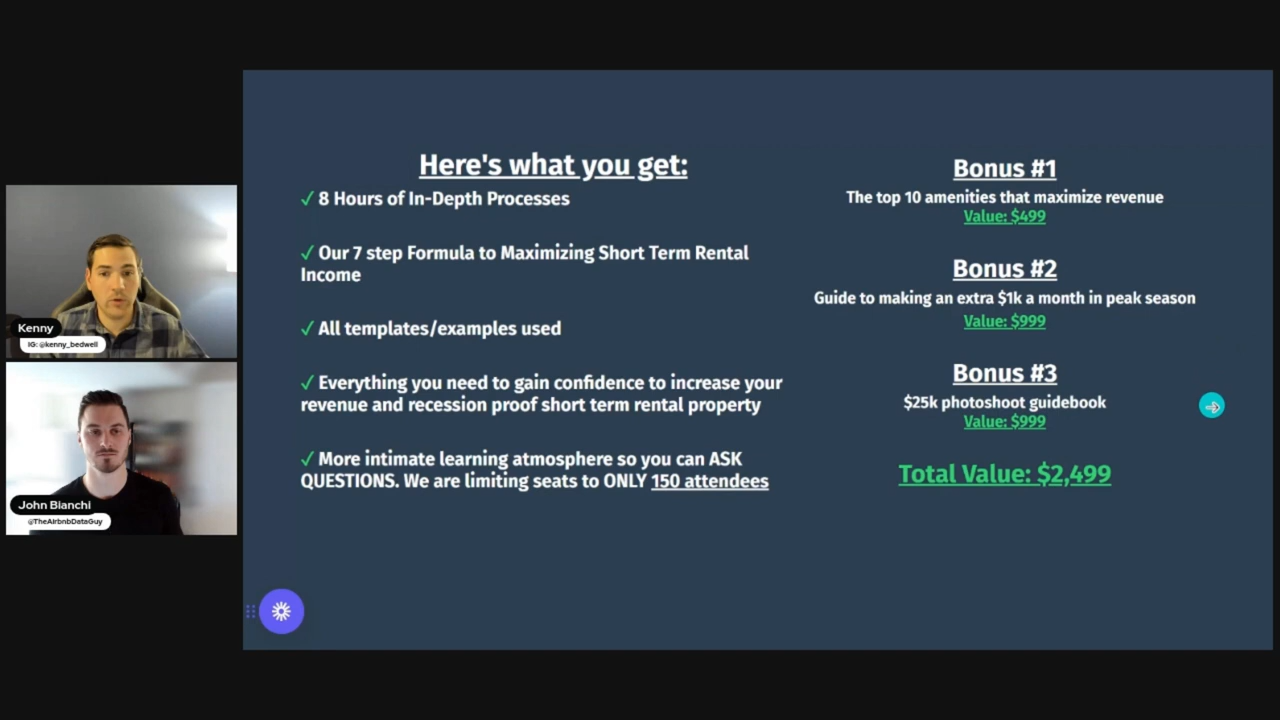 Here's what you get:
✓ 8 Hours of In-Depth Processes
✓ Our 7 step Formula to Maximizing Short Term Rental
Income
✓ All templates/examples used
✓ Everything you need to gain confidence to increase your
revenue and recession proof short term rental property
✓ More intimate learning atmosphere so you can ASK
QUESTIONS. We are limiting seats to ONLY 150 attendees
Bonus #1
The top 10 amenities that maximize revenue
Value: $499
Bonus #2
Guide to making an extra $1k a month in peak season
Value: $999
Bonus #3
$25k photoshoot guidebook
Value: $999
Total Value: $2,499
Kenny
IG: @kenny_bedwell
John Bianchi
@TheAirbnbDataGuy